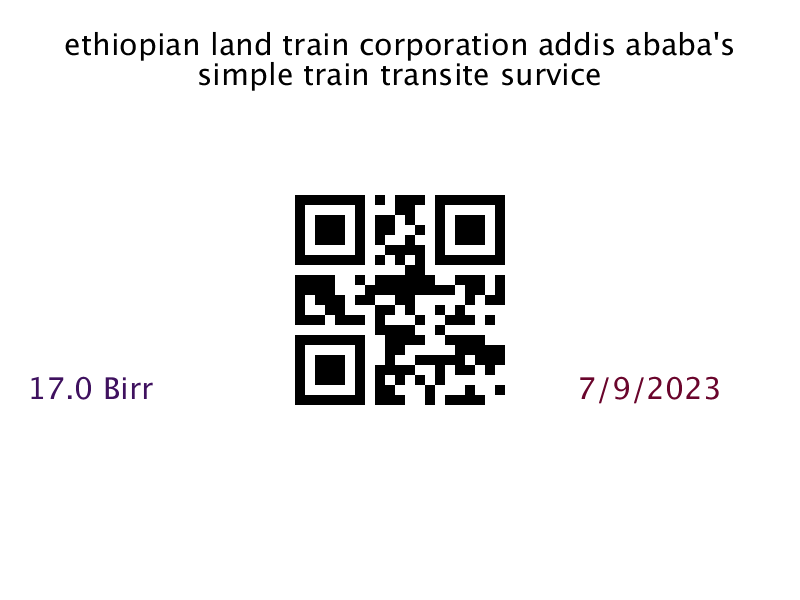 ethiopian land train corporation addis ababa's
simple train transite survice
17.0 Birr
7/9/2023